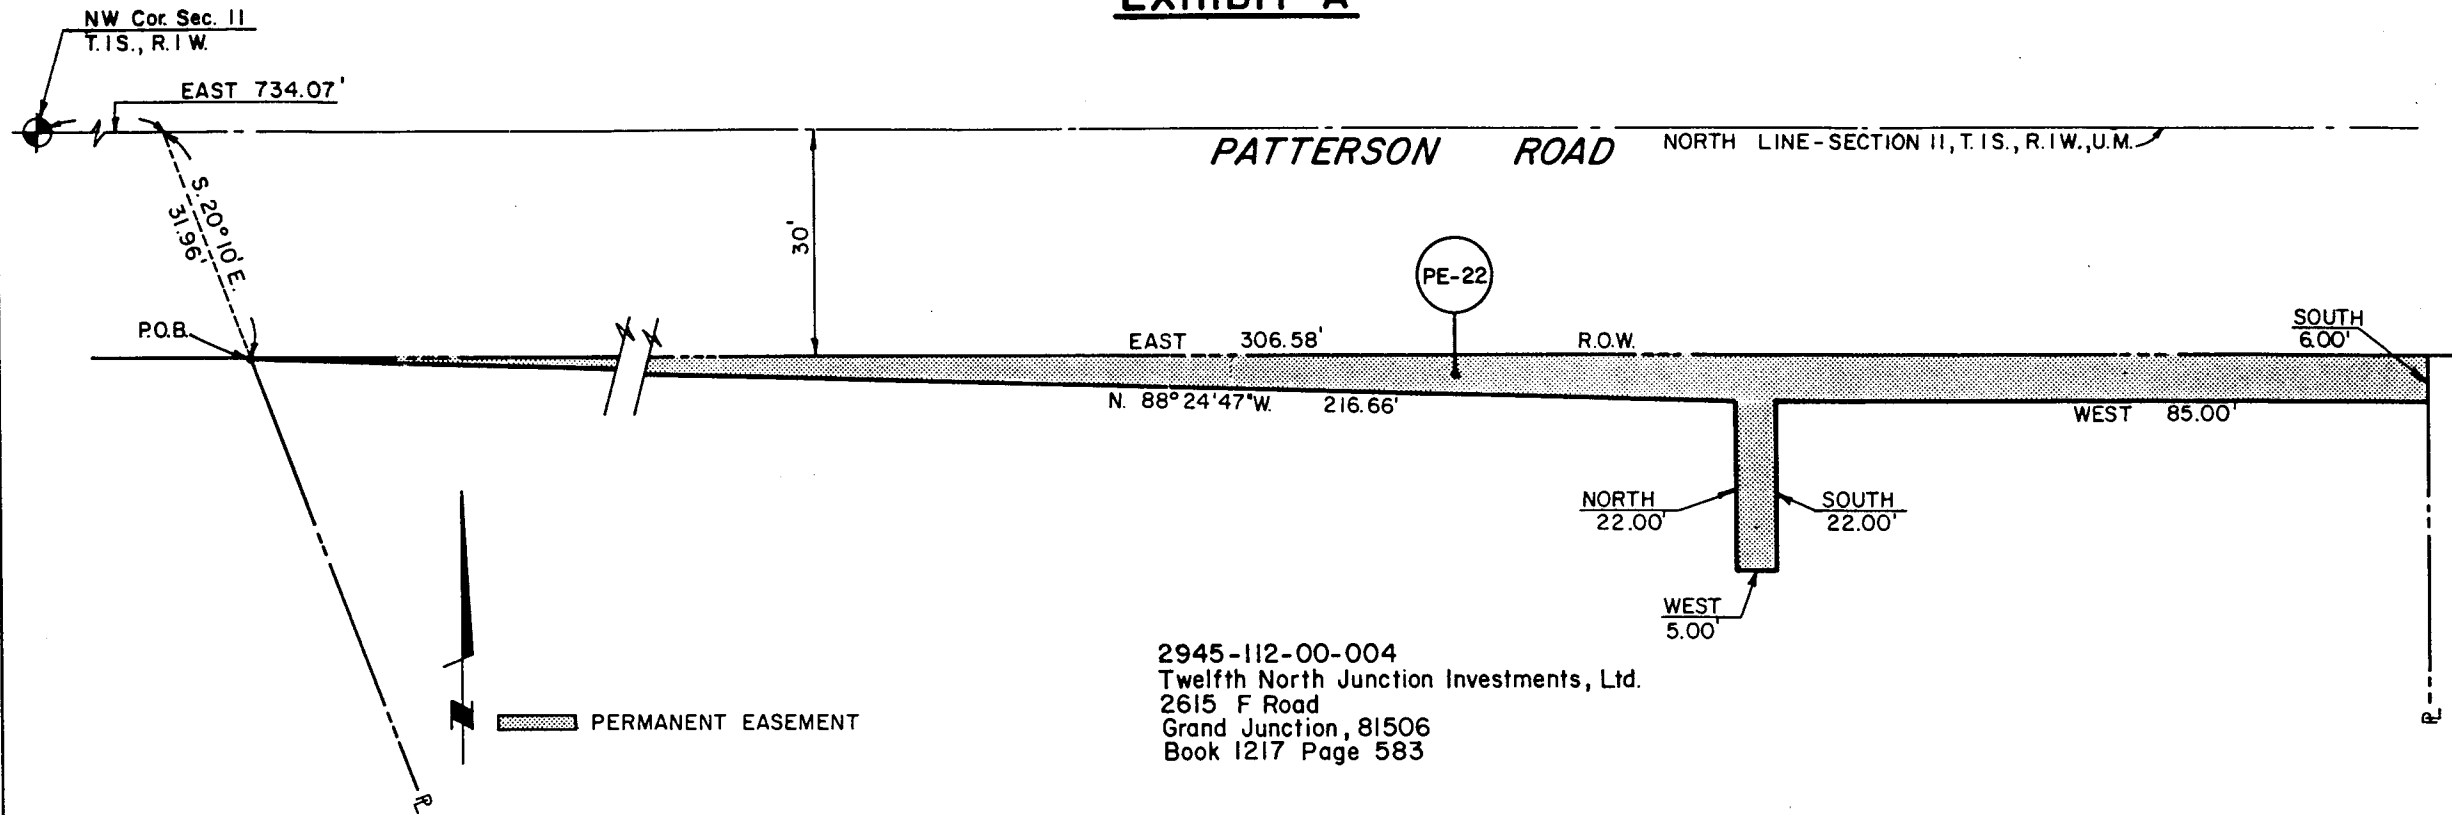 EXHIBIT "A"
NW Cor. Sec. 11
T.1S., R.1W.
EAST 734.07'
PATTERSON ROAD
NORTH LINE-SECTION 11, T.1S., R.1W., U.M.
S. 20°10' E.
31.96'
30'
PE-22
P.O.B.
EAST 306.58'
R.O.W.
SOUTH
6.00'
N. 88°24'47"W. 216.66'
WEST 85.00'
NORTH
22.00'
SOUTH
22.00'
WEST
5.00'
PERMANENT EASEMENT
2945-112-00-004
Twelfth North Junction Investments, Ltd.
2615 F Road
Grand Junction, 81506
Book 1217 Page 583
PL
PL